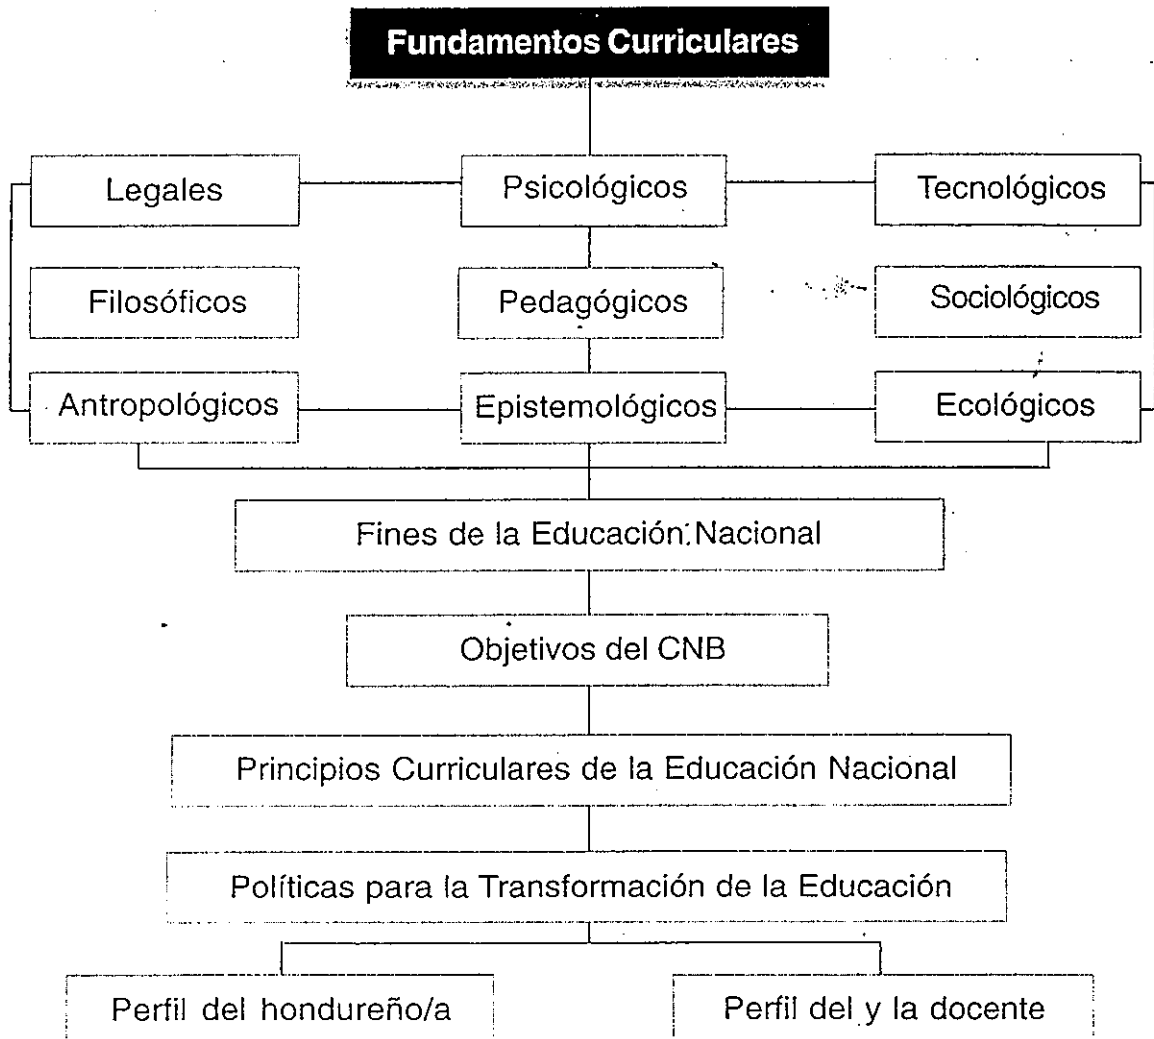 Fundamentos Curriculares
Legales
Psicológicos
Tecnológicos
Filosóficos
Pedagógicos
Sociológicos
Antropológicos
Epistemológicos
Ecológicos
Fines de la Educación Nacional
Objetivos del CNB
Principios Curriculares de la Educación Nacional
Políticas para la Transformación de la Educación
Perfil del hondureño/a
Perfil del y la docente